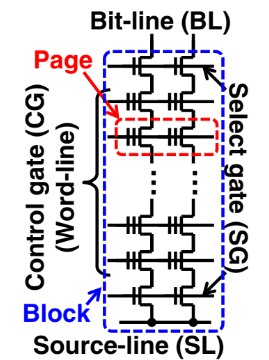 Bit-line (BL)
Page
Control gate (CG)
(Word-line)
Select gate (SG)
Block
Source-line (SL)